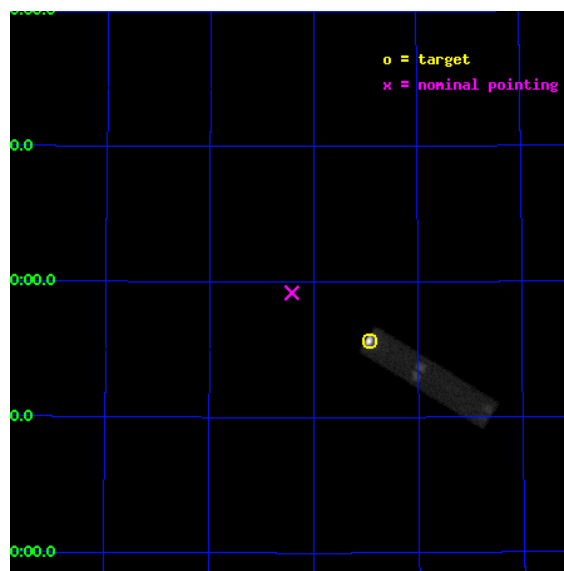 0:00.0
o = target
x = nominal pointing
0.0
0:00.0
0.0
0:00.0